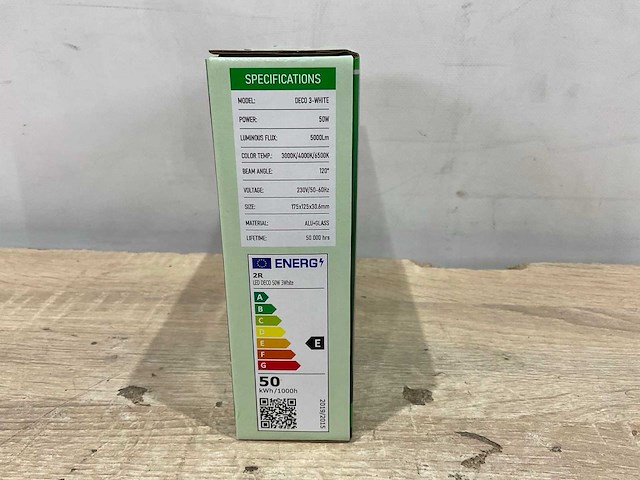 SPECIFICATIONS
MODEL: DECO 3-WHITE
POWER: 50W
LUMINOUS FLUX: 5000Lm
COLOR TEMP.: 3000K/4000K/6500K
BEAM ANGLE: 120°
VOLTAGE: 230V/50-60Hz
SIZE: 175x125x30.6mm
MATERIAL: ALU+GLASS
LIFETIME: 50 000 hrs
ENERG
2R
LED DECO 50W 3White
A
B
C
D
E
F
G
E
50
kWh/1000h
2019/2015